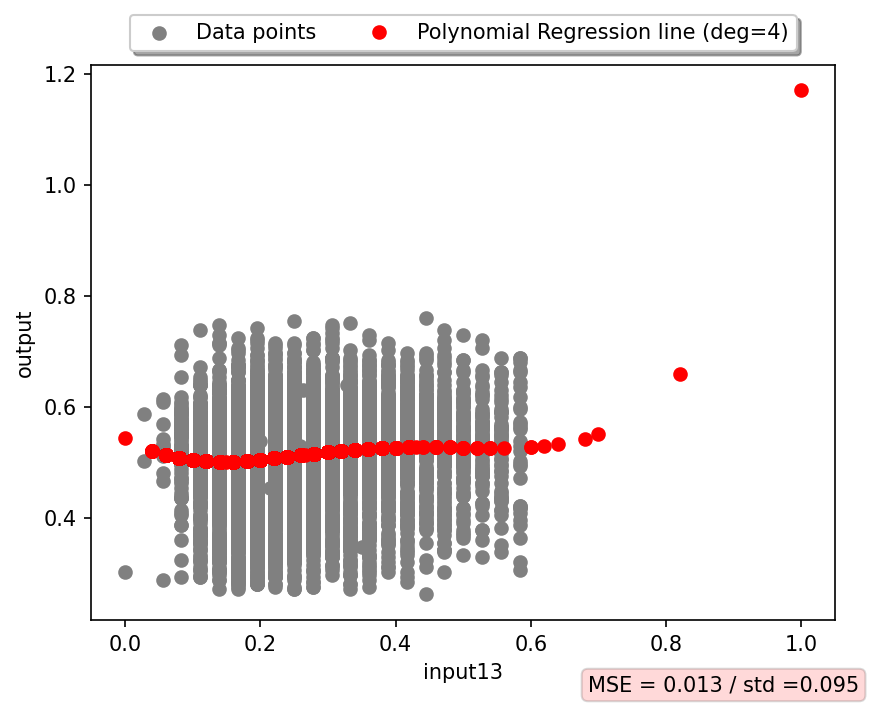 Data points Polynomial Regression line (deg=4)
1.2
1.0
0.8
0.6
0.4
output
0.0 0.2 0.4 0.6 0.8 1.0
input13
MSE = 0.013 / std =0.095